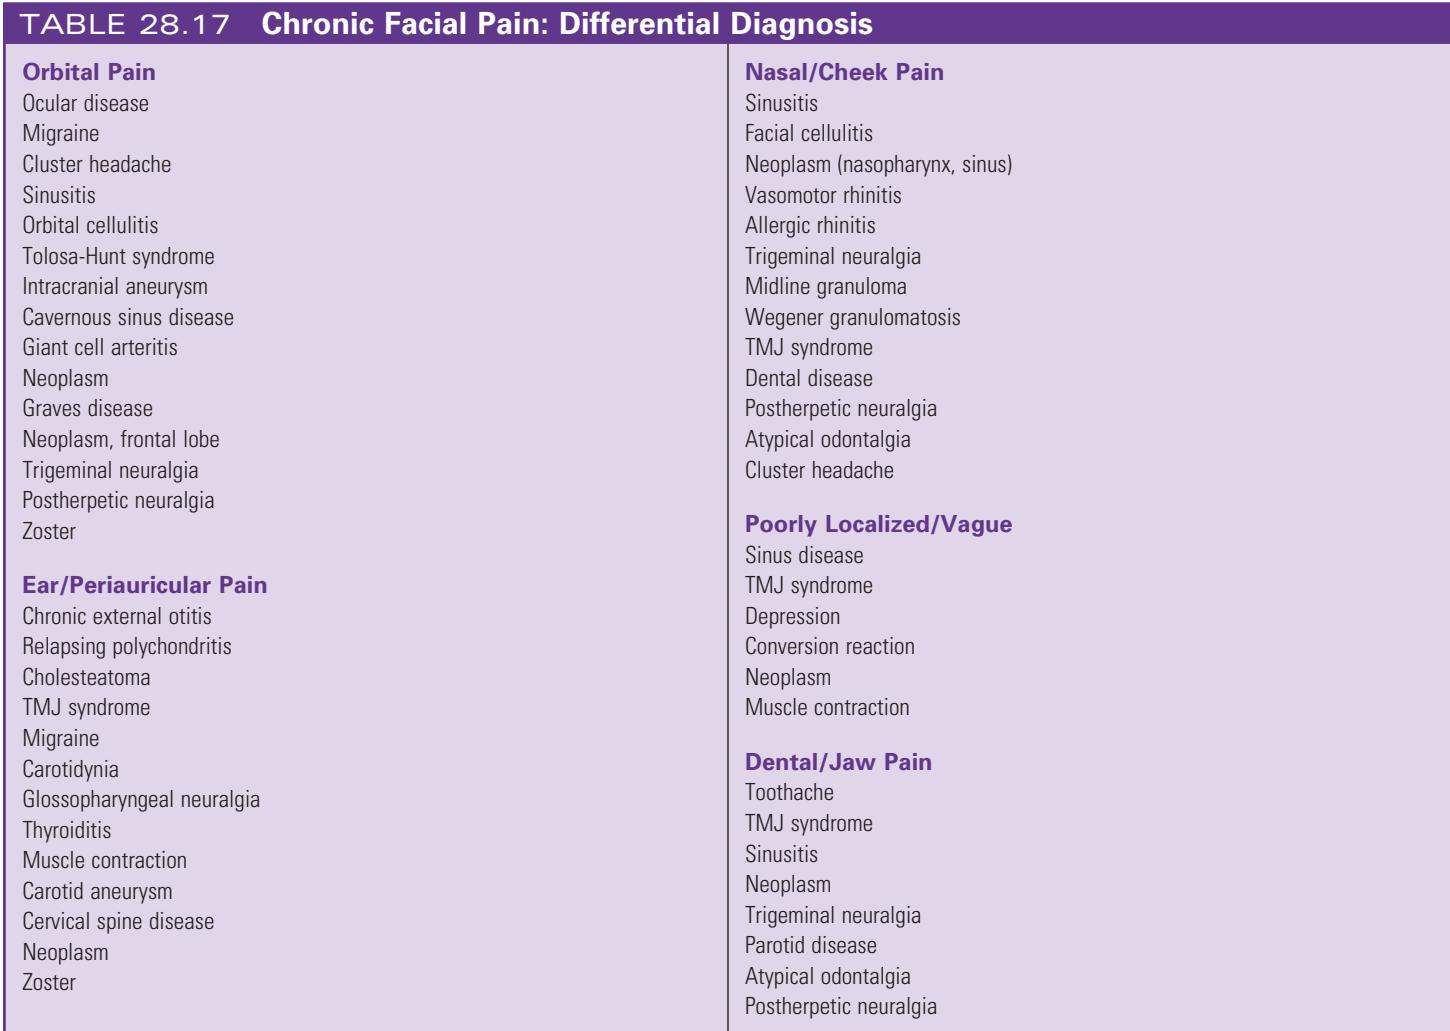 TABLE 28.17 Chronic Facial Pain: Differential Diagnosis
Orbital Pain
Ocular disease
Migraine
Cluster headache
Sinusitis
Orbital cellulitis
Tolosa-Hunt syndrome
Intracranial aneurysm
Cavernous sinus disease
Giant cell arteritis
Neoplasm
Graves disease
Neoplasm, frontal lobe
Trigeminal neuralgia
Postherpetic neuralgia
Zoster
Ear/Periauricular Pain
Chronic external otitis
Relapsing polychondritis
Cholesteatoma
TMJ syndrome
Migraine
Carotidynia
Glossopharyngeal neuralgia
Thyroiditis
Muscle contraction
Carotid aneurysm
Cervical spine disease
Neoplasm
Zoster
Nasal/Cheek Pain
Sinusitis
Facial cellulitis
Neoplasm (nasopharynx, sinus)
Vasomotor rhinitis
Allergic rhinitis
Trigeminal neuralgia
Midline granuloma
Wegener granulomatosis
TMJ syndrome
Dental disease
Postherpetic neuralgia
Atypical odontalgia
Cluster headache
Poorly Localized/Vague
Sinus disease
TMJ syndrome
Depression
Conversion reaction
Neoplasm
Muscle contraction
Dental/Jaw Pain
Toothache
TMJ syndrome
Sinusitis
Neoplasm
Trigeminal neuralgia
Parotid disease
Atypical odontalgia
Postherpetic neuralgia